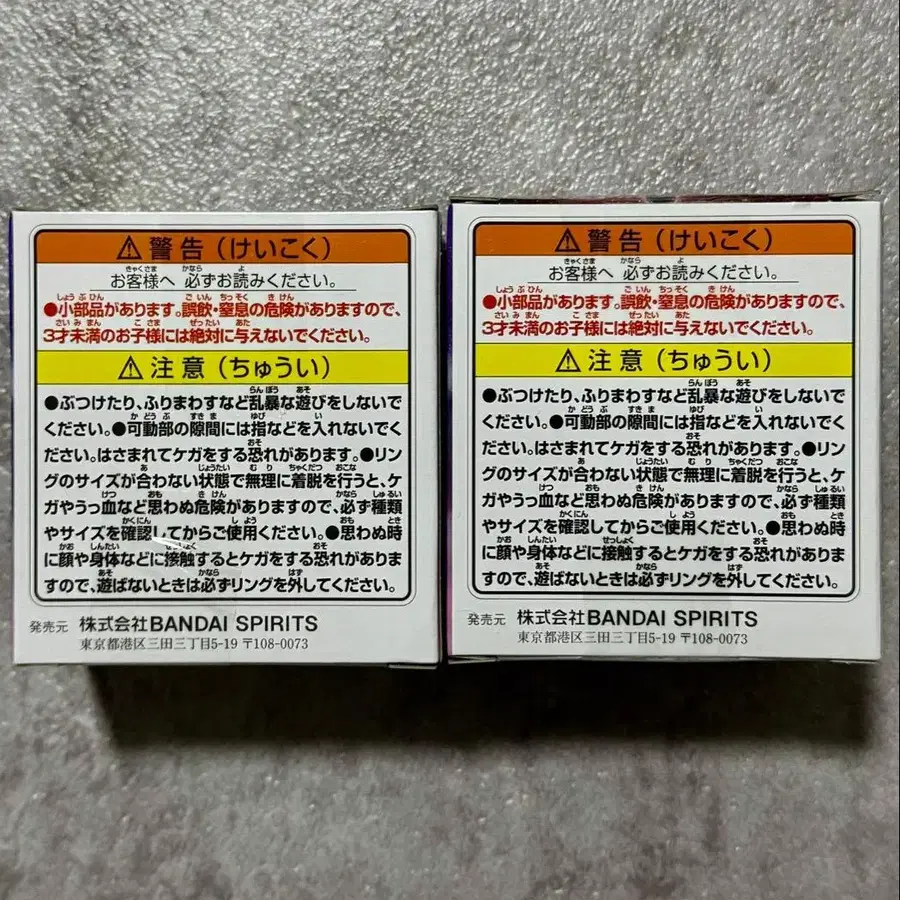 ⚠警告（けいこく）
お客様へ 必ずお読みください。
●小部品があります。誤飲・窒息の危険がありますので、
3才未満のお子様には絶対に与えないでください。
⚠注意（ちゅうい）
●ぶつけたり、ふりまわすなど乱暴な遊びをしないで
ください。●可動部の隙間には指などを入れないでく
ださい。はさまれてケガをする恐れがあります。●リン
グのサイズが合わない状態で無理に着脱を行うと、ケ
ガやうっ血など思わぬ危険がありますので、必ず種類
やサイズを確認してからご使用ください。●思わぬ時
に顔や身体などに接触するとケガをする恐れがありま
すので、遊ばないときは必ずリングを外してください。
発売元 株式会社BANDAI SPIRITS
東京都港区三田三丁目5-19 〒108-0073
⚠警告（けいこく）
お客様へ 必ずお読みください。
●小部品があります。誤飲・窒息の危険がありますので、
3才未満のお子様には絶対に与えないでください。
⚠注意（ちゅうい）
●ぶつけたり、ふりまわすなど乱暴な遊びをしないで
ください。●可動部の隙間には指などを入れないでく
ださい。はさまれてケガをする恐れがあります。●リン
グのサイズが合わない状態で無理に着脱を行うと、ケ
ガやうっ血など思わぬ危険がありますので、必ず種類
やサイズを確認してからご使用ください。●思わぬ時
に顔や身体などに接触するとケガをする恐れがありま
すので、遊ばないときは必ずリングを外してください。
発売元 株式会社BANDAI SPIRITS
東京都港区三田三丁目5-19 〒108-0073